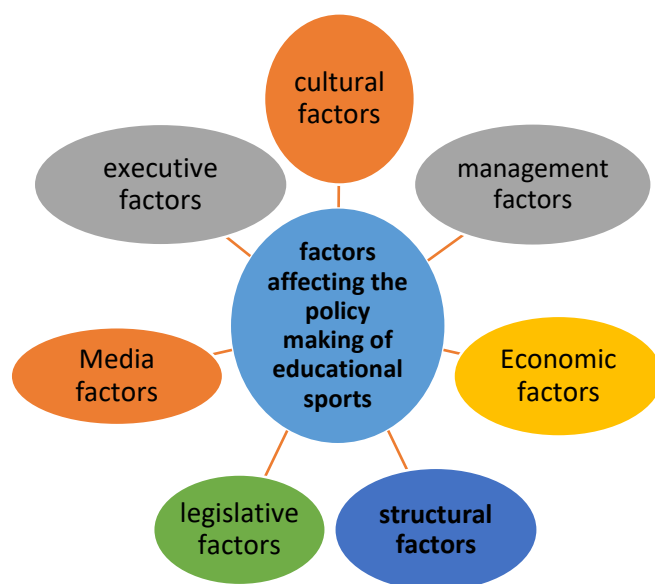 cultural
factors
executive
factors
management
factors
factors
affecting the
policy
making of
educational
sports
Media
factors
Economic
factors
legislative
factors
structural
factors